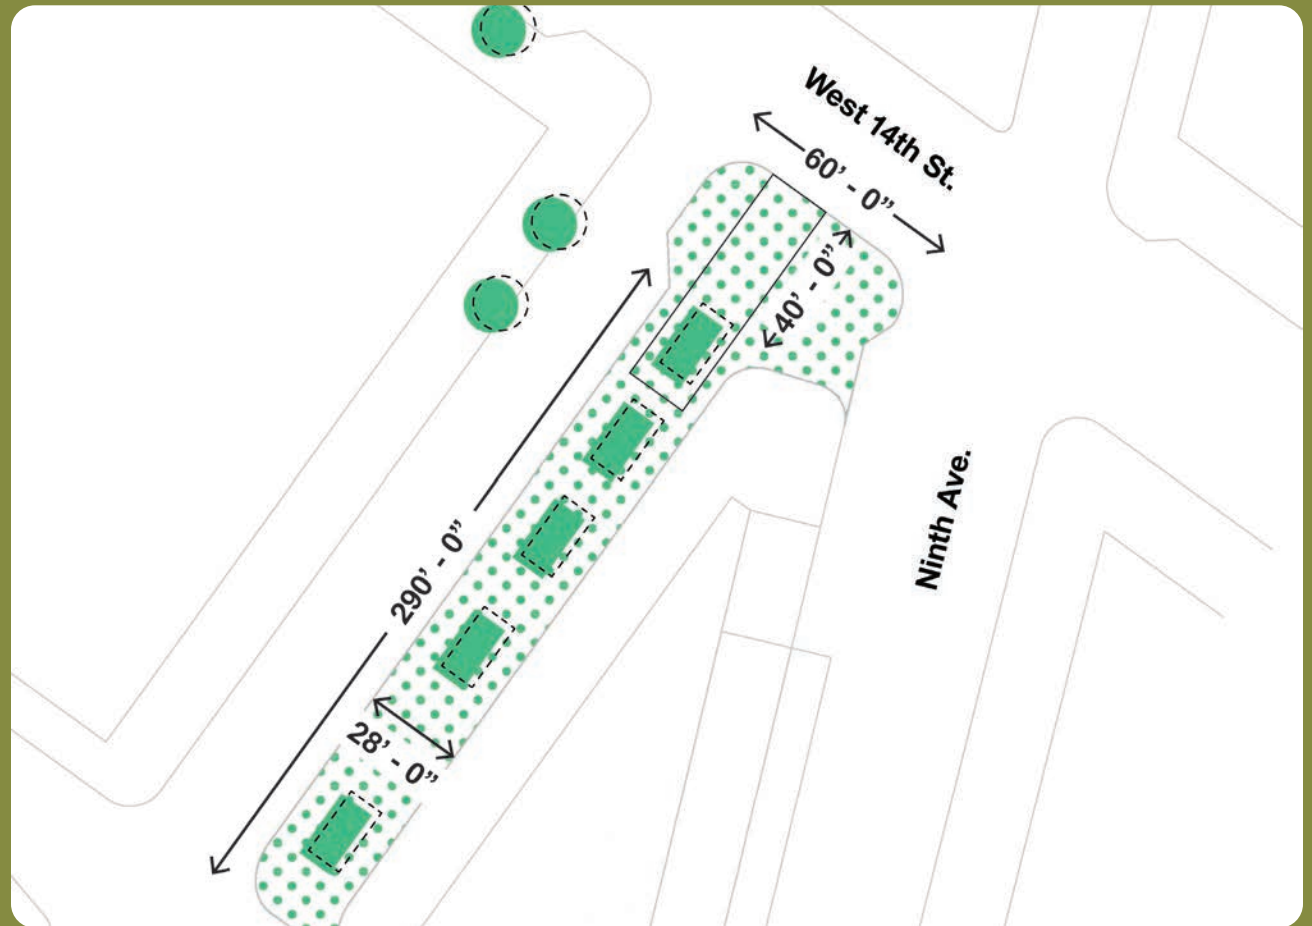 West 14th St.
60’ - 0”
40’ - 0”
290’ - 0”
Ninth Ave.
28’ - 0”